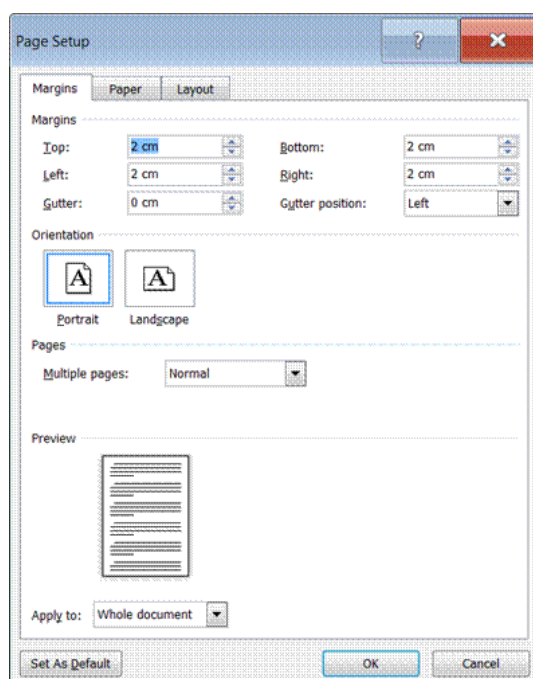 Page Setup
Margins Paper Layout
Margins
Top: 2 cm Bottom: 2 cm
Left: 2 cm Right: 2 cm
Gutter: 0 cm Gutter position: Left
Orientation
A A
Portrait Landscape
Pages
Multiple pages: Normal
Preview
Apply to: Whole document
Set As Default OK Cancel